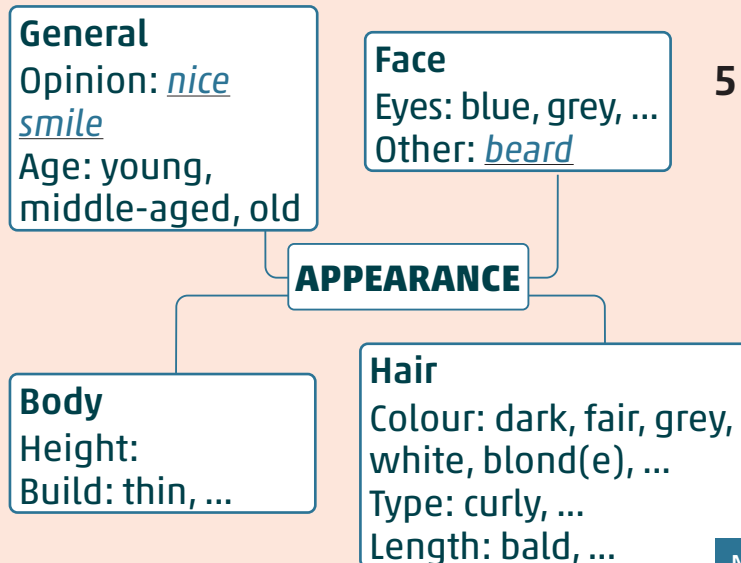 General
Opinion: nice
smile
Age: young,
middle-aged, old
Face
Eyes: blue, grey, ...
Other: beard
5
APPEARANCE
Body
Height:
Build: thin, ...
Hair
Colour: dark, fair, grey,
white, blond(e), ...
Type: curly, ...
Length: bald, ...